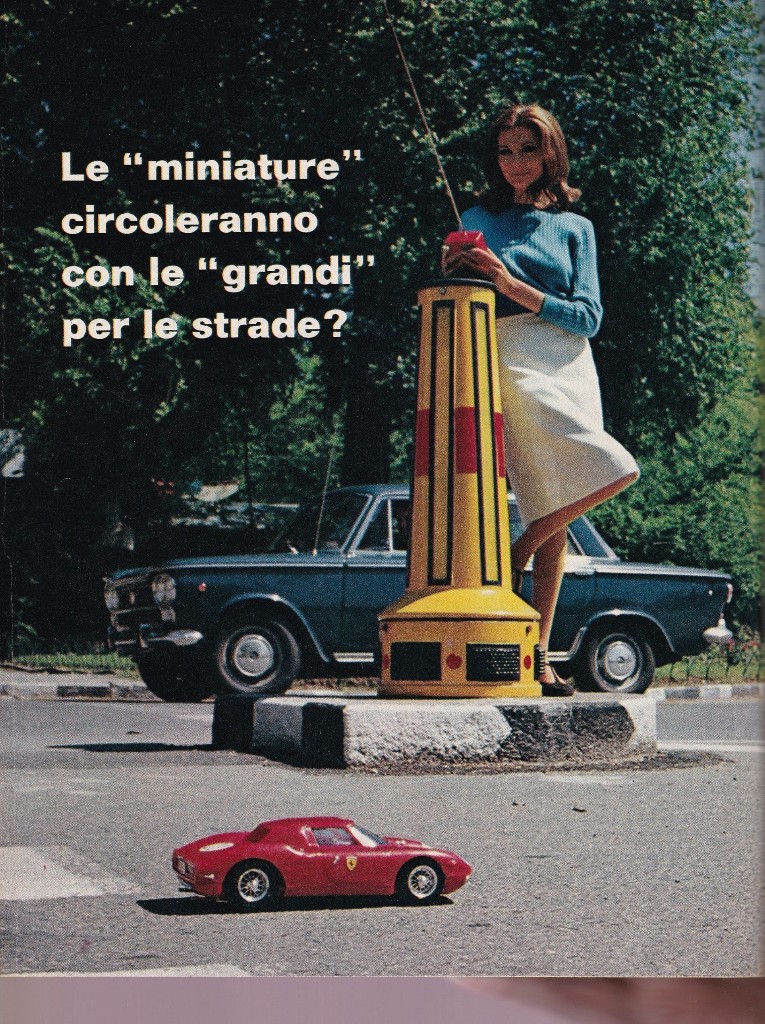 Le “miniature”
circoleranno
con le “grandi”
per le strade?